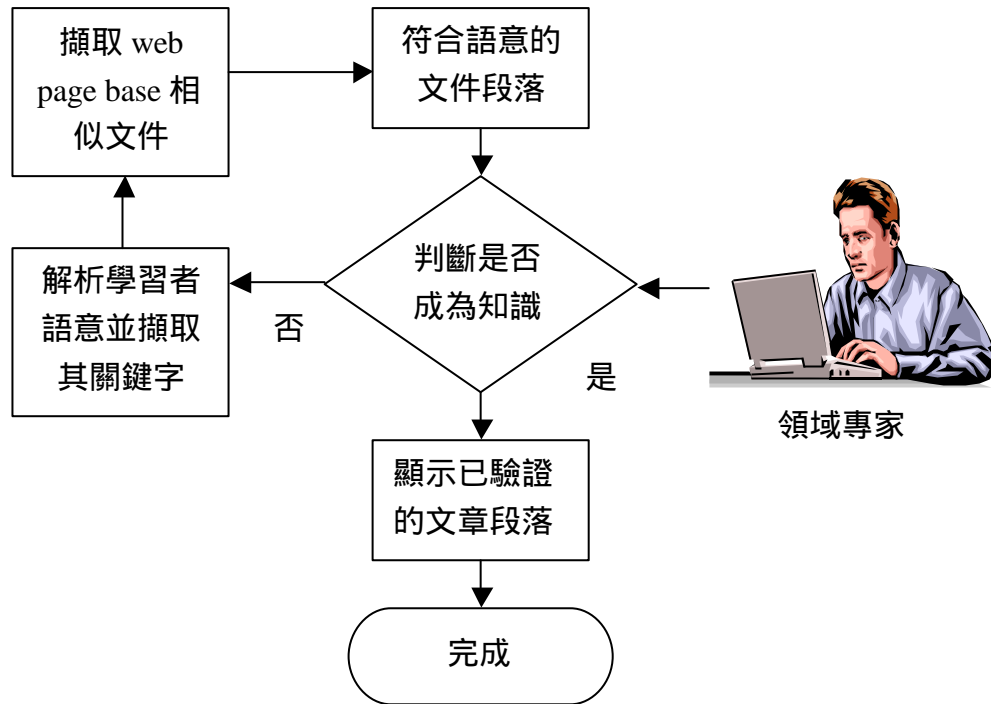 擷取 web
page base 相
似文件
符合語意的
文件段落
判斷是否
成為知識
解析學習者
語意並擷取
其關鍵字
否
是
領域專家
顯示已驗證
的文章段落
完成